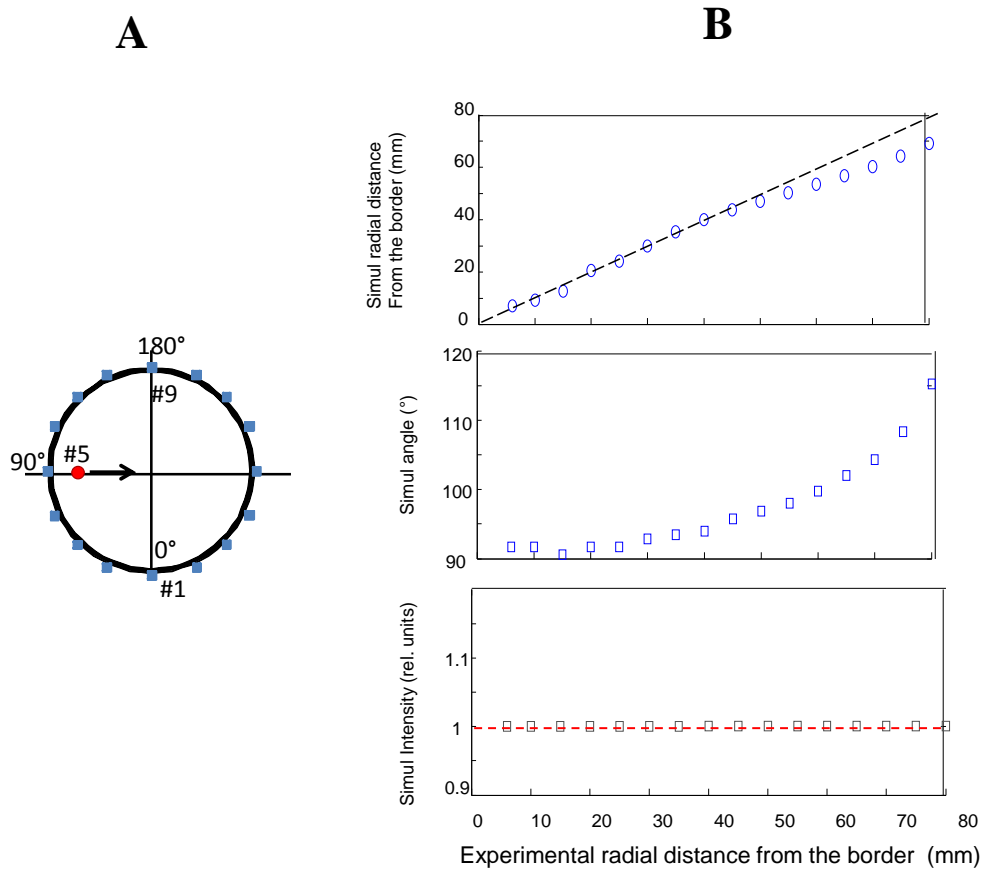 A
B
180°
#9
90°
#5
0°
#1
Simul radial distance
From the border (mm)
80
60
40
20
0
Simul angle (°)
120
110
100
90
Simul Intensity (rel. units)
1.1
1
0.9
0 10 20 30 40 50 60 70 80
Experimental radial distance from the border (mm)